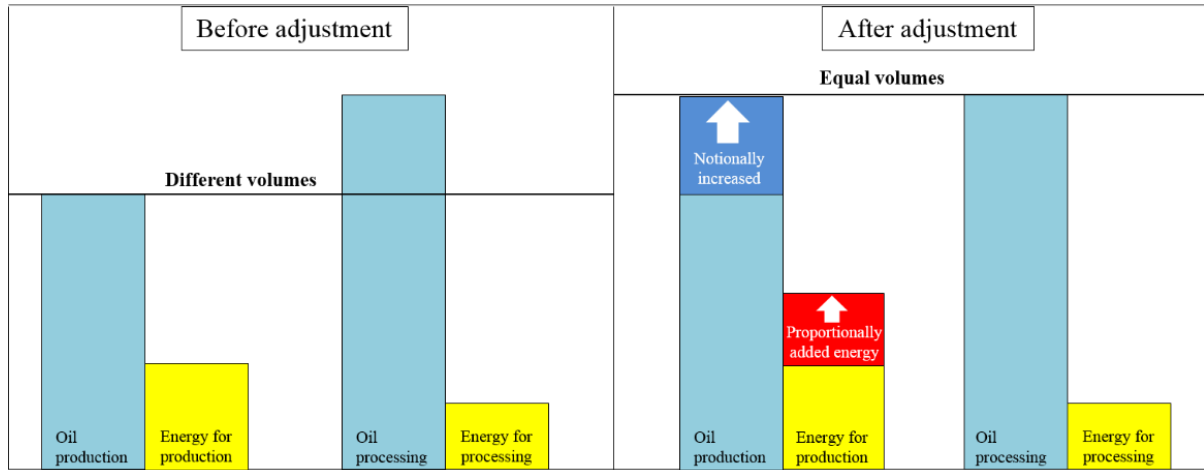 Before adjustment
Different volumes
Oil
production
Energy for
production
Oil
processing
Energy for
processing
After adjustment
Equal volumes
Notionally
increased
Proportionally
added energy
Oil
production
Energy for
production
Oil
processing
Energy for
processing